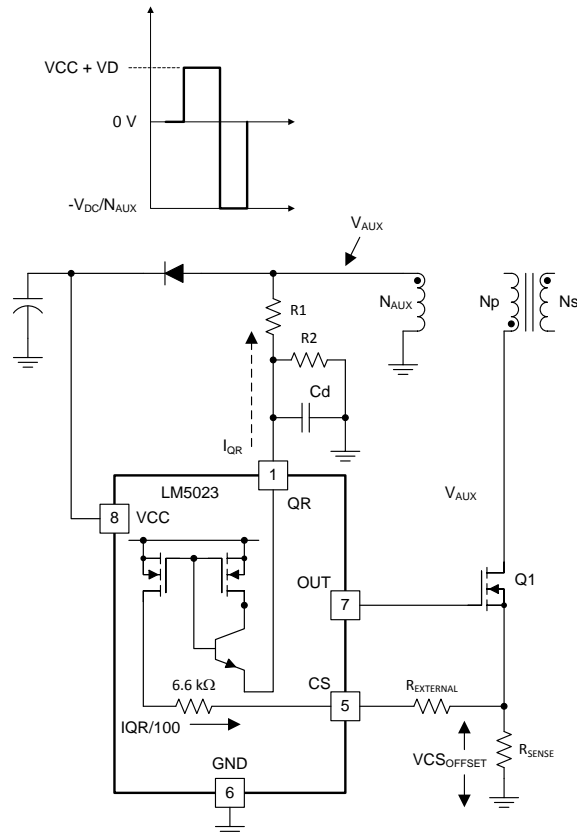 VCC + VD
0 V
-VDC/NAUX
VAUX
R1
NAUX
Np
Ns
R2
Cd
IQR
1
LM5023
QR
VAUX
8
VCC
Q1
OUT
7
6.6 kΩ
CS
5
REXTERNAL
IQR/100
VCSOFFSET
RSENSE
GND
6